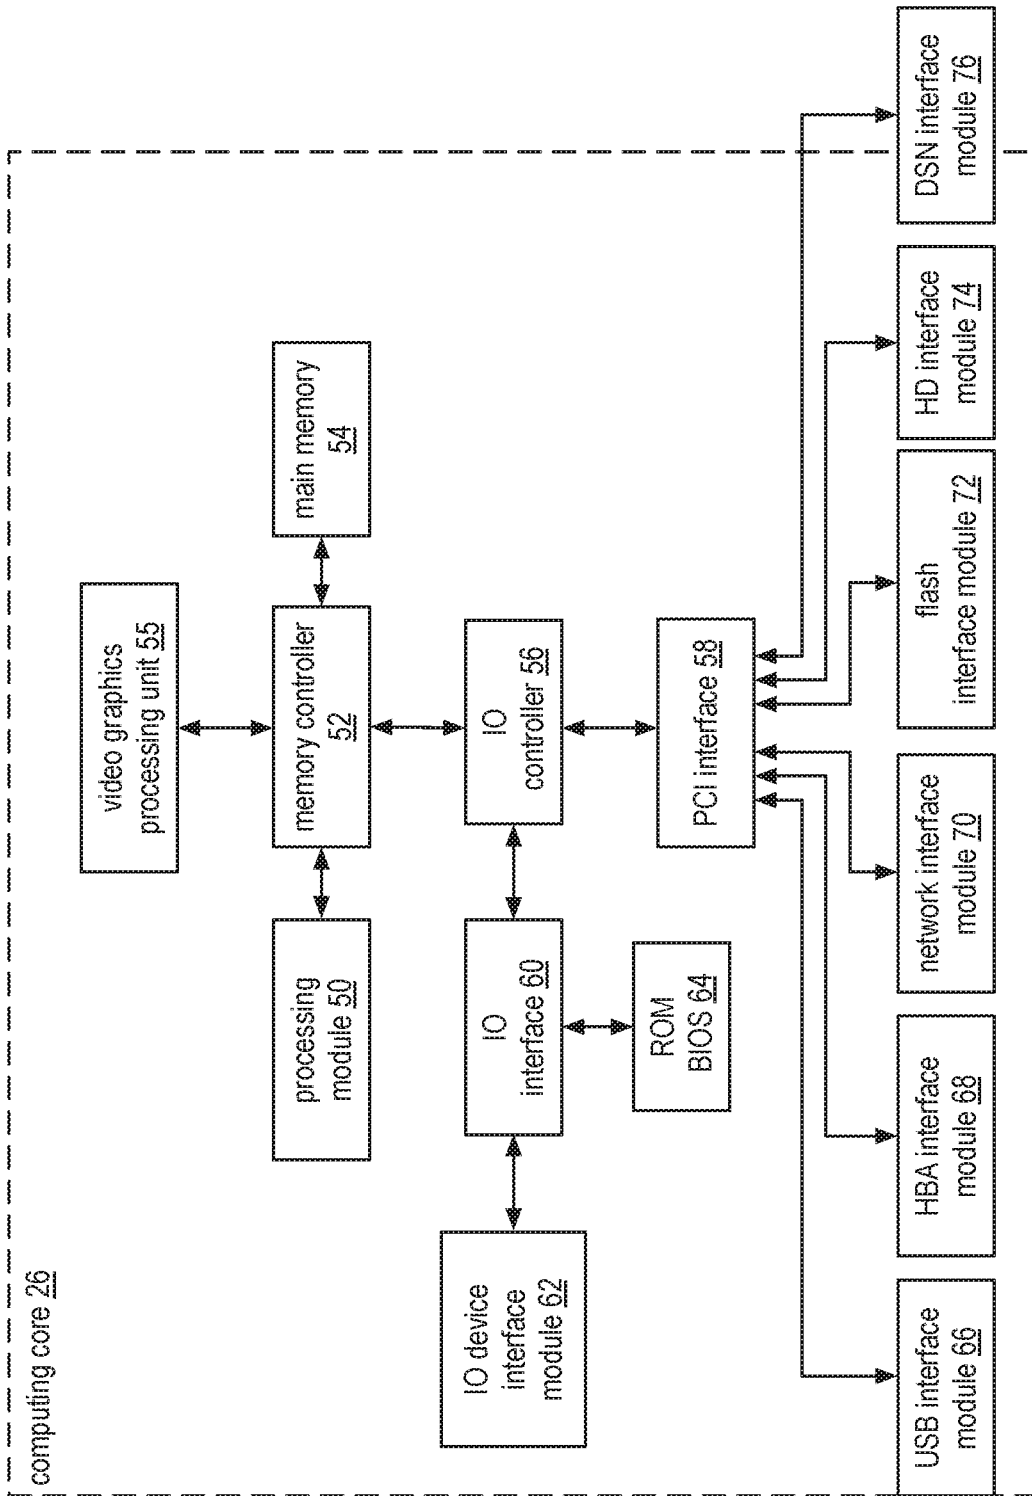 computing core 26
video graphics
processing unit 55
processing
module 50
memory controller
52
main memory
54
IO device
interface
module 62
IO
interface 60
IO
controller 56
ROM
BIOS 64
PCI interface 58
USB interface
module 66
HBA interface
module 68
network interface
module 70
flash
interface module 72
HD interface
module 74
DSN interface
module 76